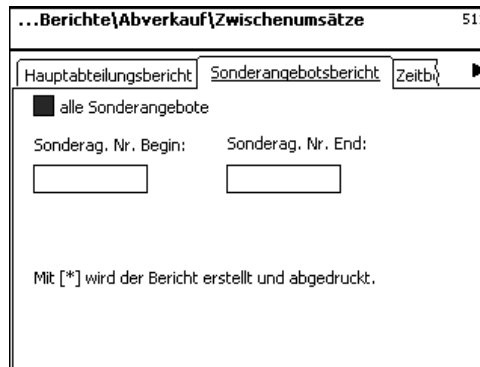 ...Berichte\Abverkauf\Zwischenumsätze
Hauptabteilungsbericht Sonderangebotsbericht
alle Sonderangebote
Sonderag. Nr. Begin: Sonderag. Nr. End:
Mit [*] wird der Bericht erstellt und abgedruckt.